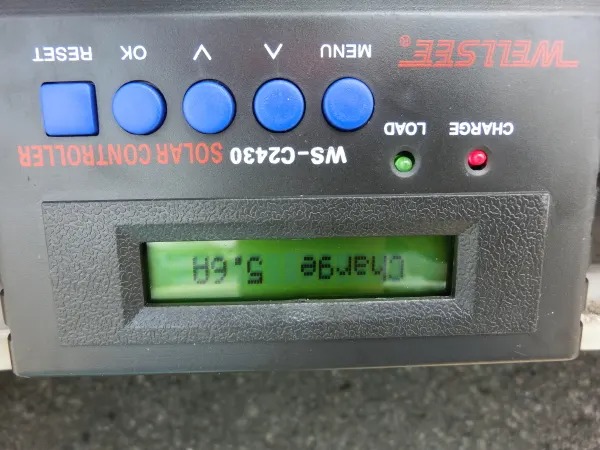 Charge 5.6A
WS-C2430 SOLAR CONTROLLER
CHARGE LOAD
WELLSEE®
MENU ∧ ∨ OK RESET